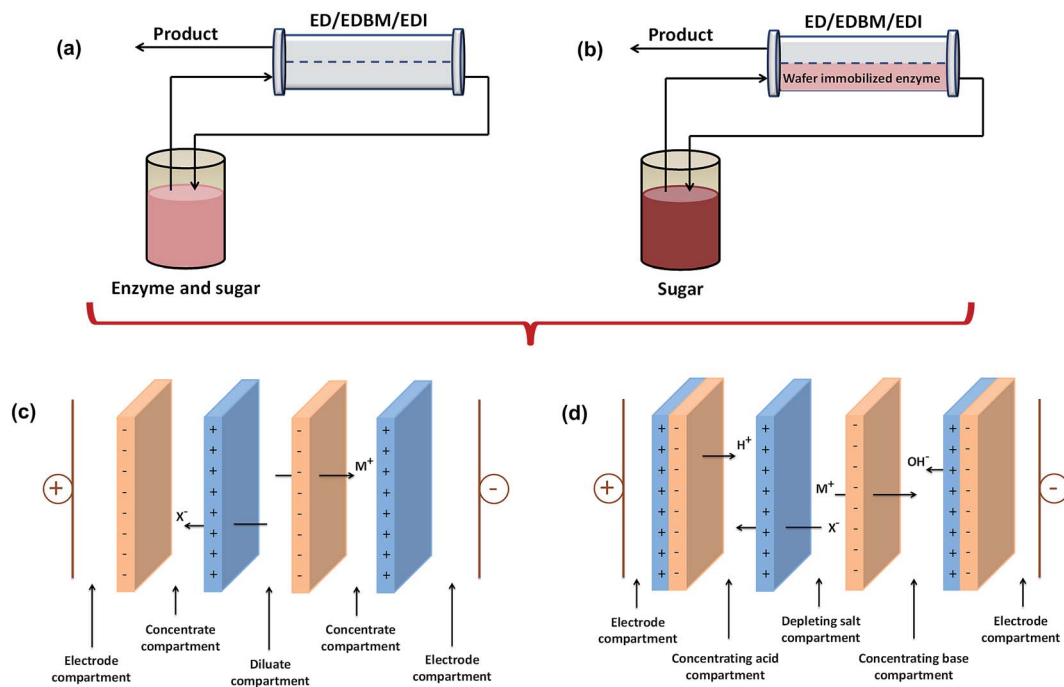 (a)
ED/EDBM/EDI
Product
Enzyme and sugar
(b)
ED/EDBM/EDI
Product
Wafer immobilized enzyme
Sugar
(c)
+
-
-
-
-
-
-
-
-
X⁻
+
+
+
+
+
+
+
+
-
-
-
-
-
-
-
-
M⁺
+
+
+
+
+
+
+
+
-
Electrode
compartment
Concentrate
compartment
Diluate
compartment
Concentrate
compartment
Electrode
compartment
(d)
+
+ -
+ -
+ -
+ -
+ -
+ -
+ -
+ -
H⁺
+
+
+
+
+
+
+
+
M⁺
X⁻
-
-
-
-
-
-
-
-
OH⁻
+ -
+ -
+ -
+ -
+ -
+ -
+ -
+ -
-
Electrode
compartment
Concentrating acid
compartment
Depleting salt
compartment
Concentrating base
compartment
Electrode
compartment